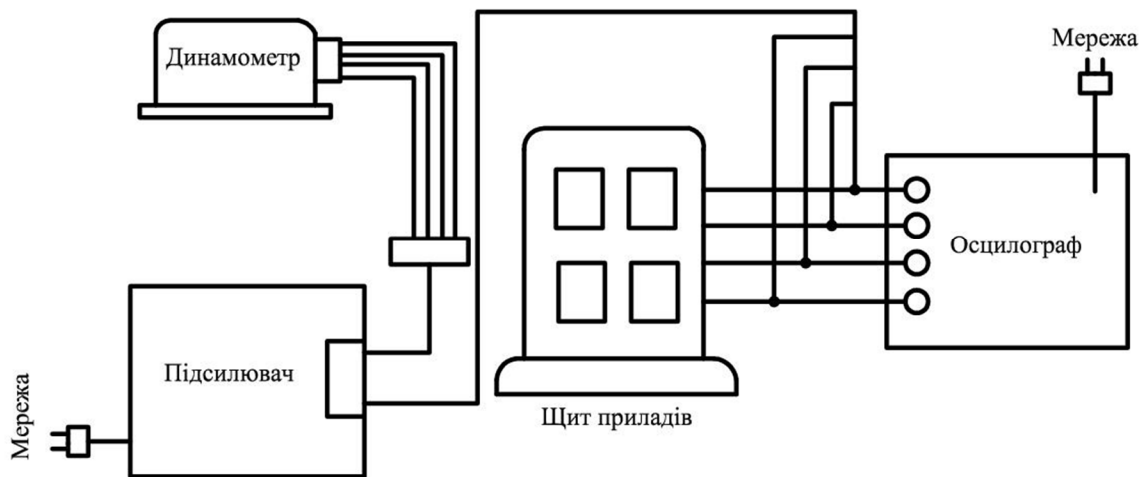 Динамометр
Мережа
Осцилограф
Підсилювач
Мережа
Щит приладів